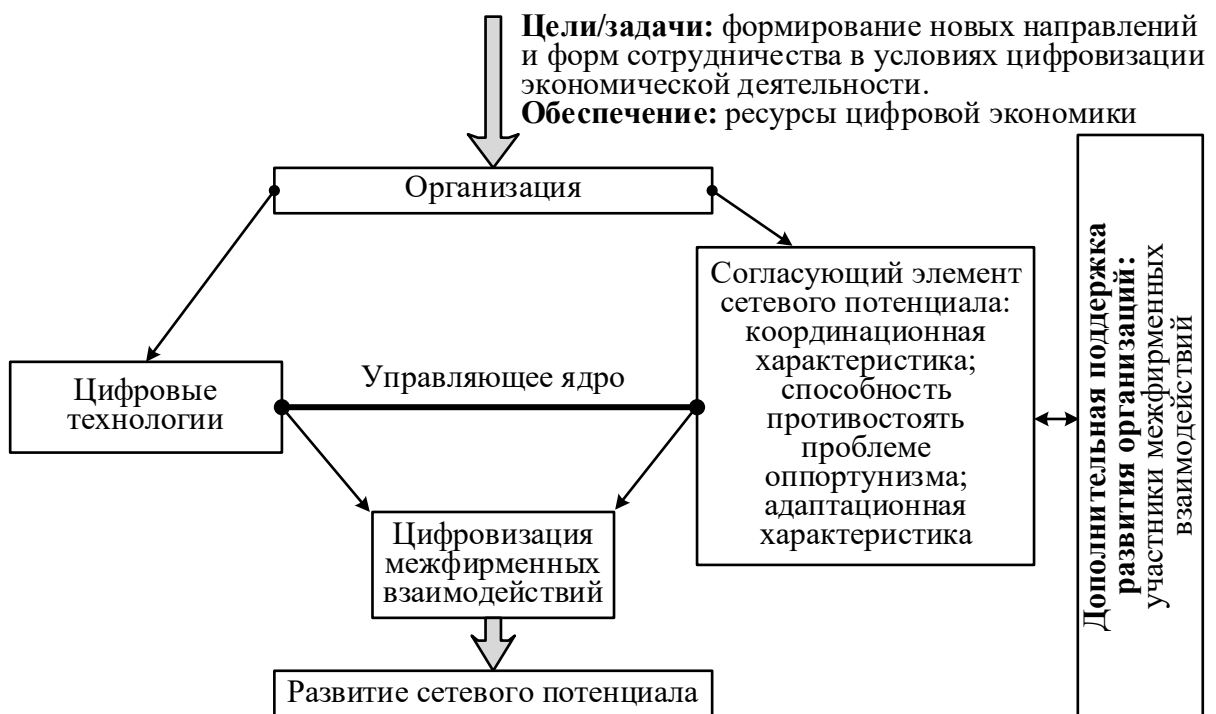 Цели/задачи: формирование новых направлений
и форм сотрудничества в условиях цифровизации
экономической деятельности.
Обеспечение: ресурсы цифровой экономики
Организация
Согласующий элемент
сетевого потенциала:
координационная
характеристика;
способность
противостоять
проблеме
оппортунизма;
адаптационная
характеристика
Цифровые
технологии
Управляющее ядро
Цифровизация
межфирменных
взаимодействий
Развитие сетевого потенциала
Дополнительная поддержка
развития организаций:
участники межфирменных
взаимодействий